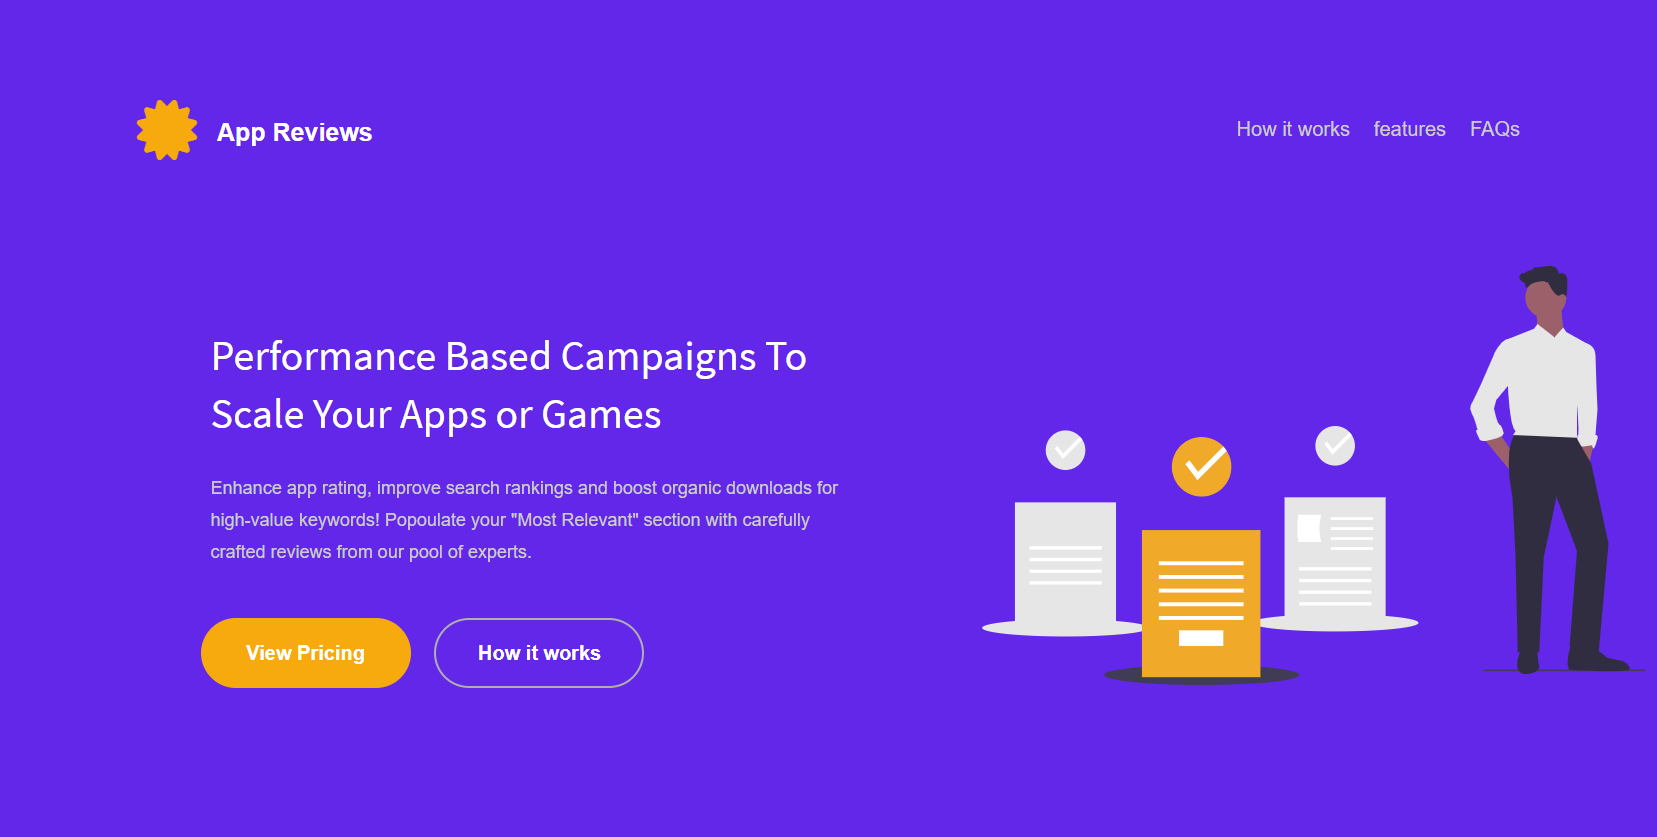 App Reviews
How it works features FAQs
Performance Based Campaigns To
Scale Your Apps or Games
Enhance app rating, improve search rankings and boost organic downloads for
high-value keywords! Popoulate your "Most Relevant" section with carefully
crafted reviews from our pool of experts.
View Pricing
How it works